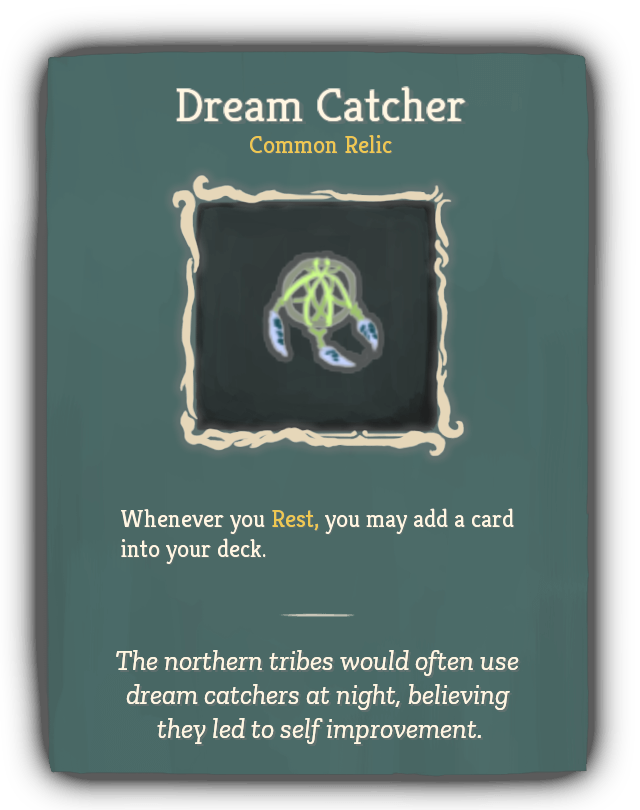 Dream Catcher
Common Relic
Whenever you Rest, you may add a card
into your deck.
The northern tribes would often use
dream catchers at night, believing
they led to self improvement.